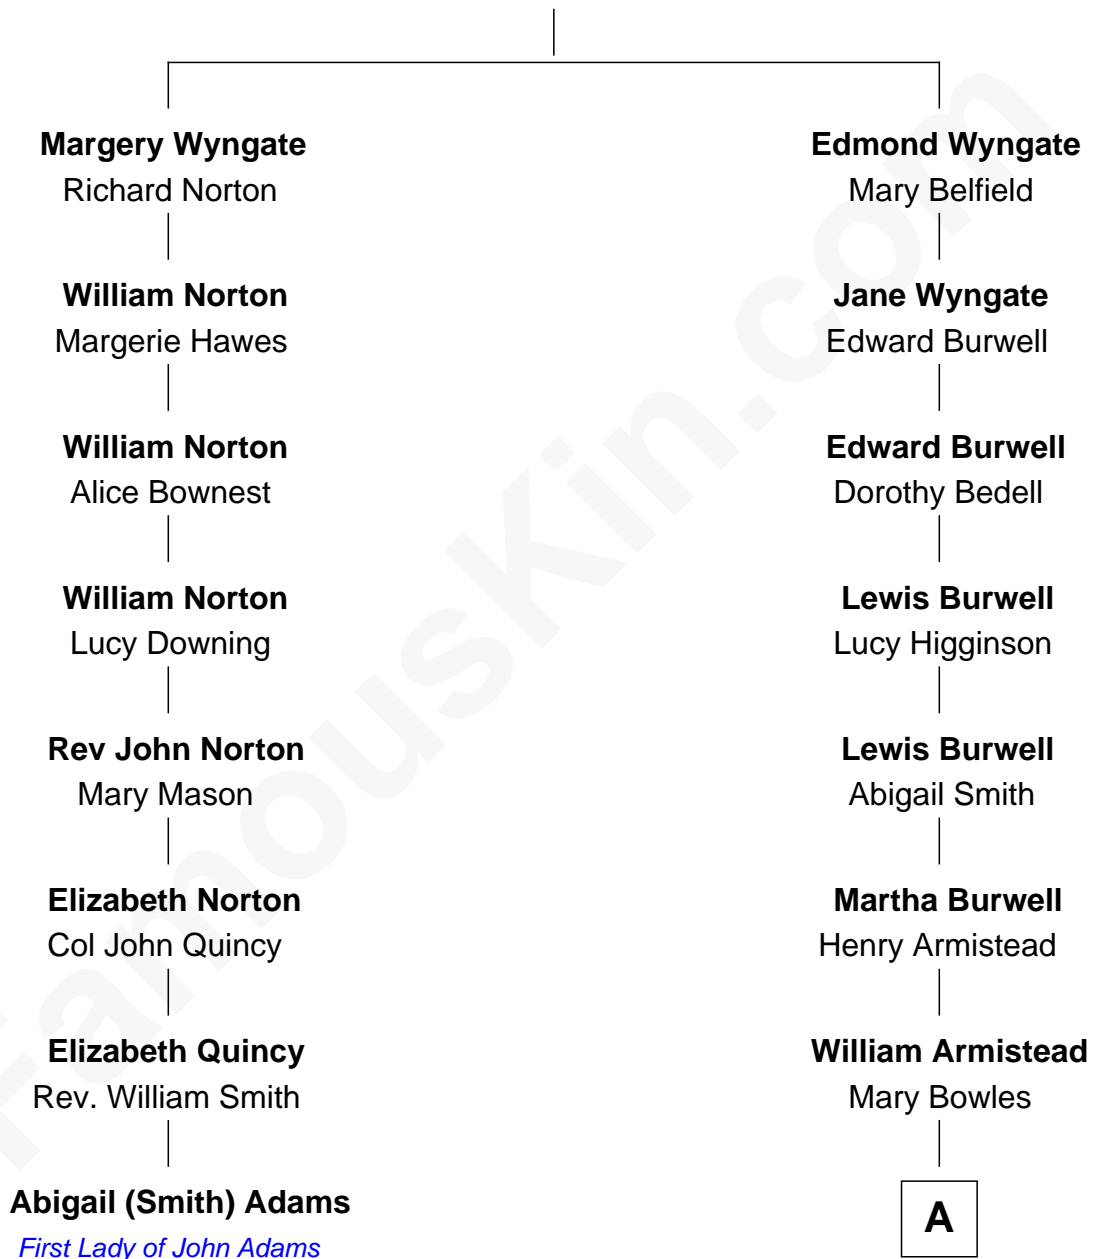 Margery Wyngate
Richard Norton
William Norton
Margerie Hawes
William Norton
Alice Bownest
William Norton
Lucy Downing
Rev John Norton
Mary Mason
Elizabeth Norton
Col John Quincy
Elizabeth Quincy
Rev. William Smith
Abigail (Smith) Adams
First Lady of John Adams
Edmond Wyngate
Mary Belfield
Jane Wyngate
Edward Burwell
Edward Burwell
Dorothy Bedell
Lewis Burwell
Lucy Higginson
Lewis Burwell
Abigail Smith
Martha Burwell
Henry Armistead
William Armistead
Mary Bowles
A
FamousKin.com